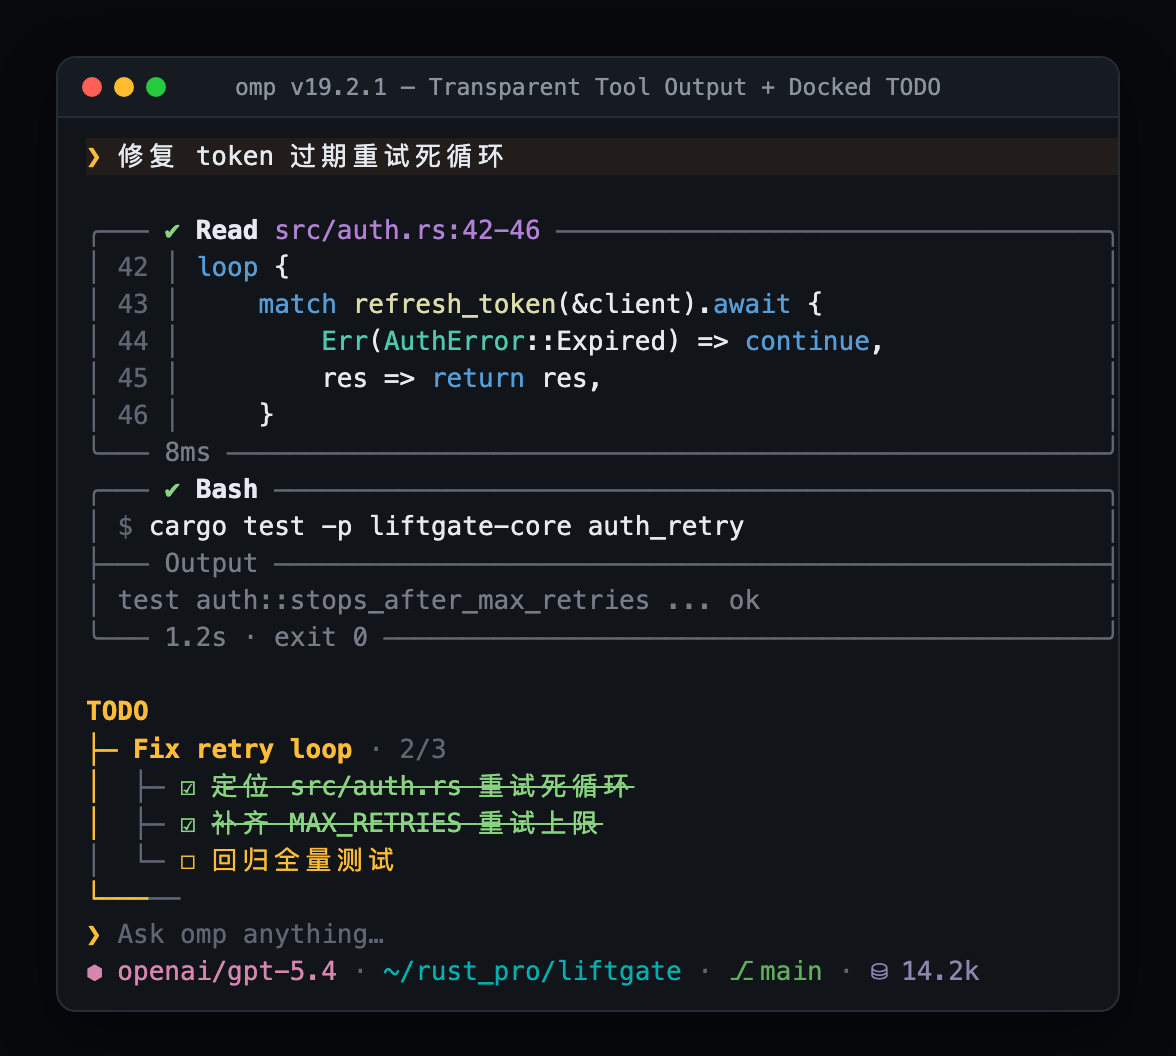 omp v19.2.1 — Transparent Tool Output + Docked TODO
❯ 修复 token 过期重试死循环
✔ Read src/auth.rs:42-46
42 │ loop {
43 │     match refresh_token(&client).await {
44 │         Err(AuthError::Expired) => continue,
45 │         res => return res,
46 │     }
8ms
✔ Bash
$ cargo test -p liftgate-core auth_retry
Output
test auth::stops_after_max_retries ... ok
1.2s · exit 0
TODO
├─ Fix retry loop · 2/3
│  ├─ ☑ 定位 src/auth.rs 重试死循环
│  ├─ ☑ 补齐 MAX_RETRIES 重试上限
│  └─ ☐ 回归全量测试
❯ Ask omp anything…
⬢ openai/gpt-5.4 · ~/rust_pro/liftgate · ⎇ main · ⛁ 14.2k